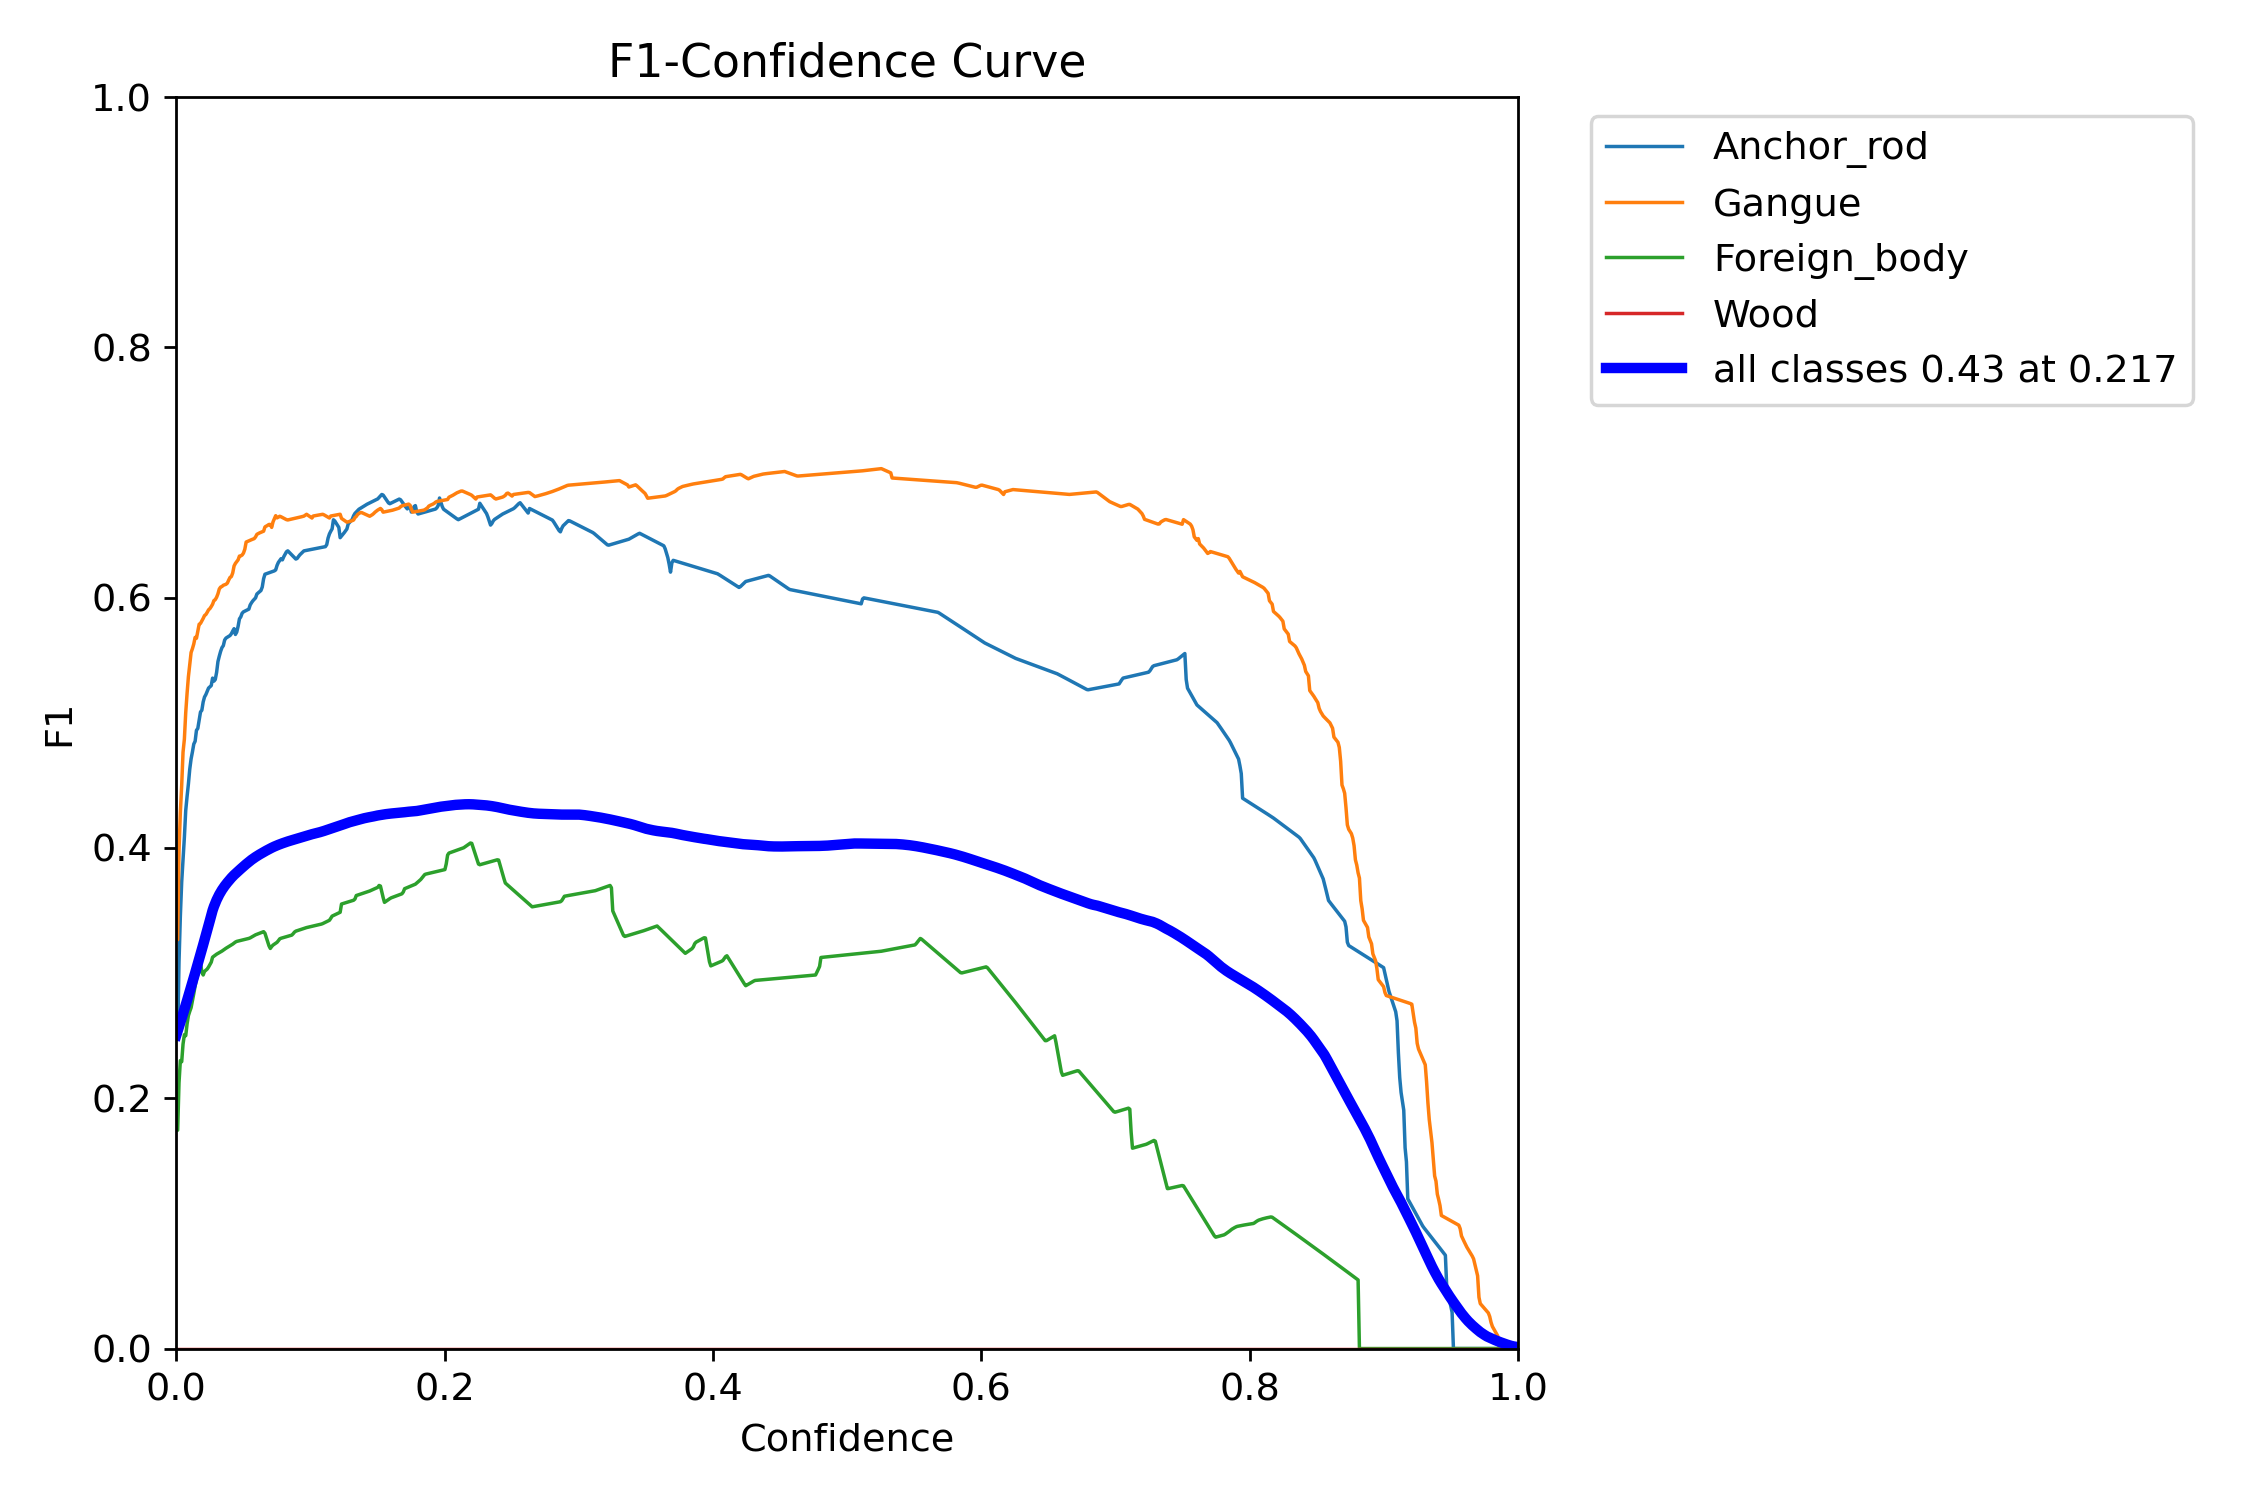 F1-Confidence Curve
1.0
0.8
0.6
0.4
0.2
0.0
F1
0.0 0.2 0.4 0.6 0.8 1.0
Confidence
Anchor_rod
Gangue
Foreign_body
Wood
all classes 0.43 at 0.217